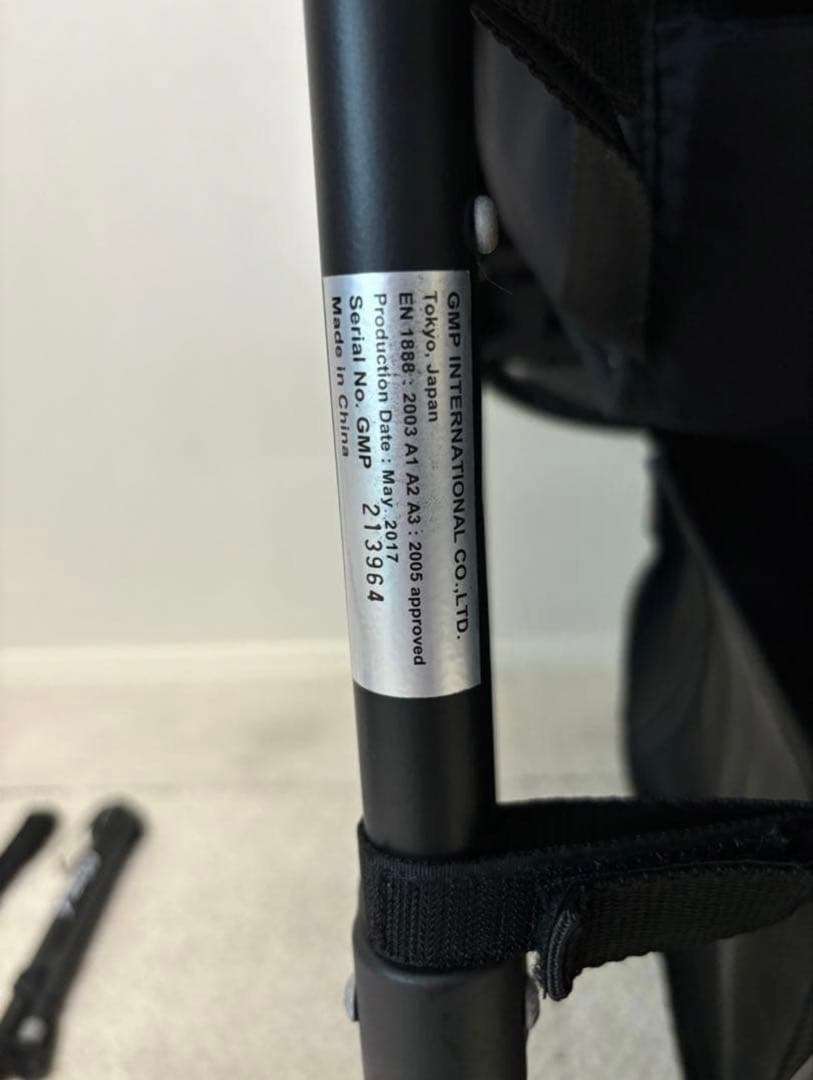 GMP INTERNATIONAL CO.,LTD.
Tokyo, Japan
EN 1888 : 2003 A1 A2 A3 : 2005 approved
Production Date : May. 2017
Serial No. GMP 213964
Made in China